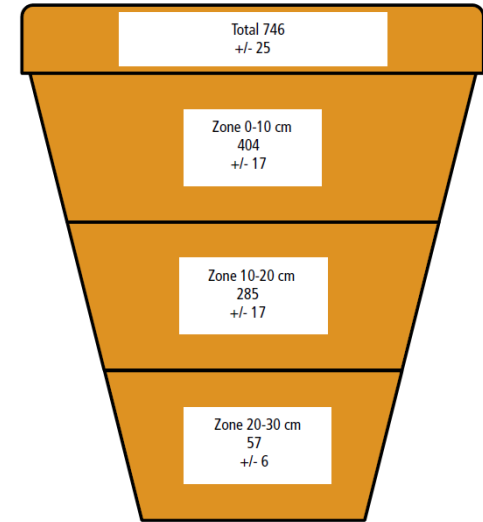 Total 746
+/- 25
Zone 0-10 cm
404
+/- 17
Zone 10-20 cm
285
+/- 17
Zone 20-30 cm
57
+/- 6